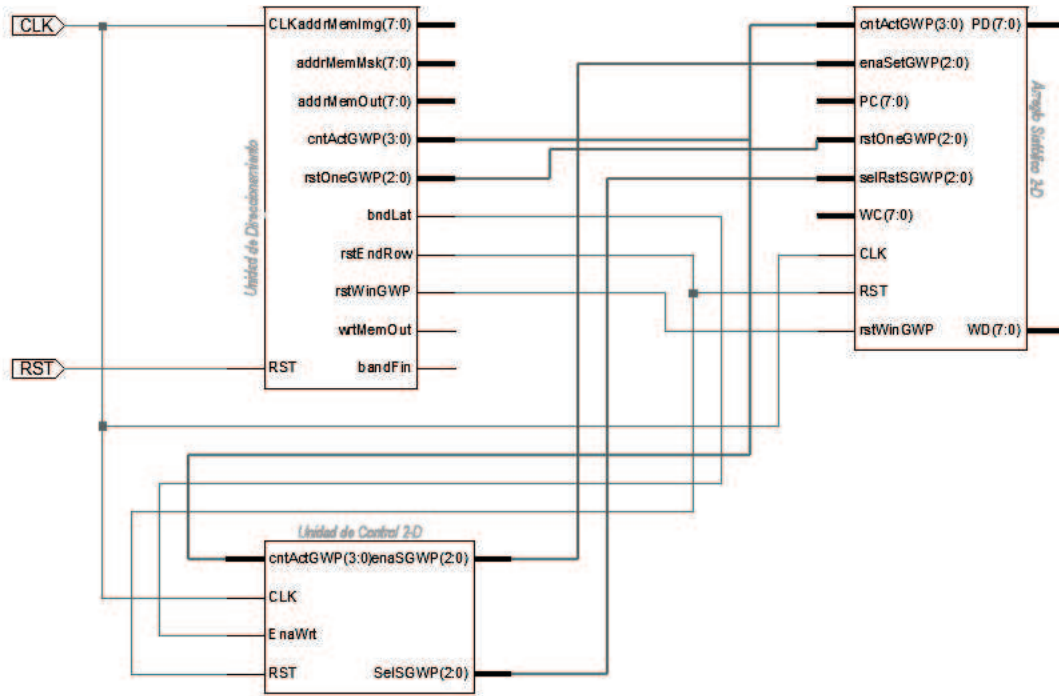 CLK
RST
CLK
addrMemImg(7:0)
addrMemMsk(7:0)
addrMemOut(7:0)
cntActGWP(3:0)
rstOneGWP(2:0)
bndLat
rstEndRow
rstWinGWP
wrtMemOut
RST
bandFin
Unidad de Direccionamiento
cntActGWP(3:0)
PD(7:0)
enaSetGWP(2:0)
PC(7:0)
rstOneGWP(2:0)
selRstSGWP(2:0)
WC(7:0)
CLK
RST
rstWinGWP
WD(7:0)
Arreglo Sistólico 2-D
Unidad de Control 2-D
cntActGWP(3:0)
enaSGWP(2:0)
CLK
EnaWrt
RST
SelSGWP(2:0)